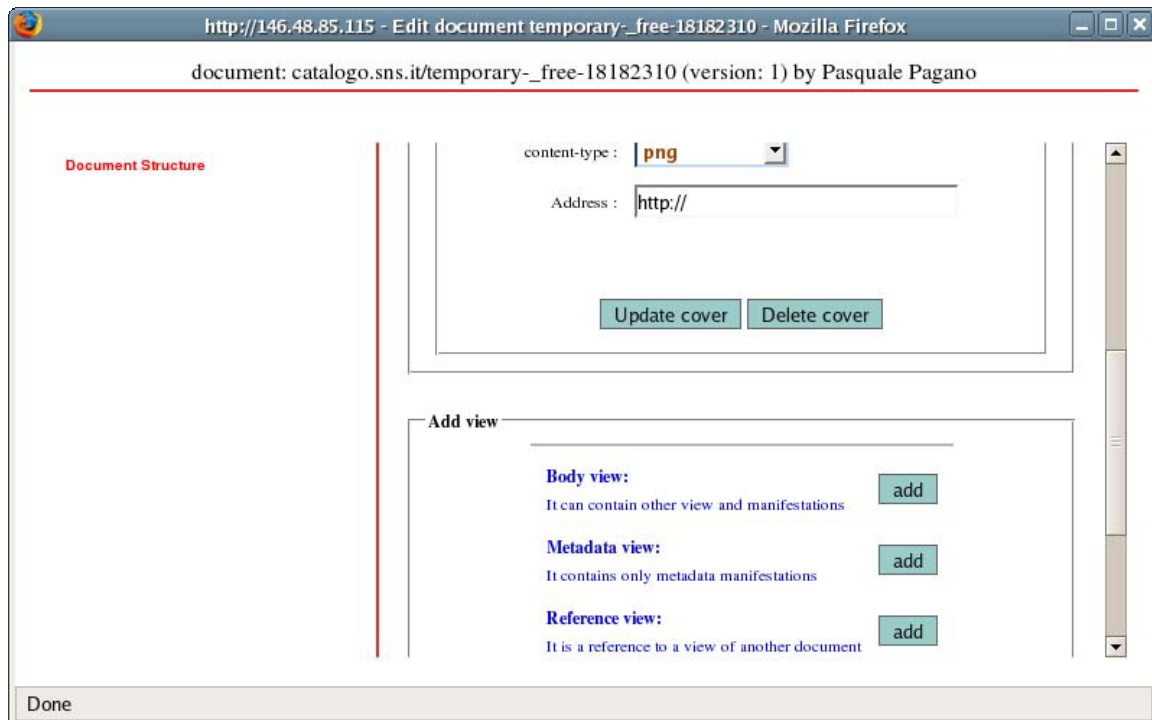 http://146.48.85.115 - Edit document temporary-_free-18182310 - Mozilla Firefox
document: catalogo.sns.it/temporary-_free-18182310 (version: 1) by Pasquale Pagano
Document Structure
content-type : png
Address : http://
Update cover Delete cover
Add view
Body view:
It can contain other view and manifestations
add
Metadata view:
It contains only metadata manifestations
add
Reference view:
It is a reference to a view of another document
add
Done